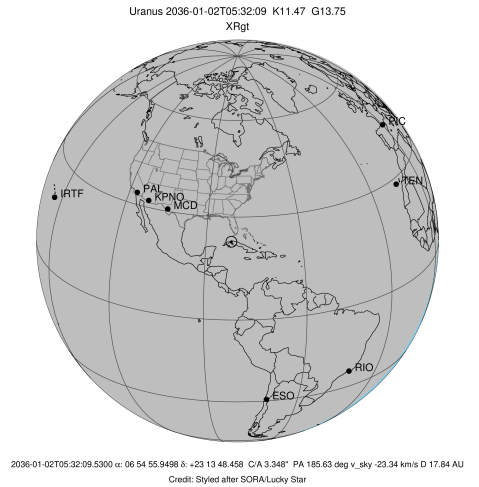 Uranus 2036-01-02T05:32:09 K11.47 G13.75
XRgt
PIC
TEN
IRTF
PAL
KPNO
MCD
RIO
ESO
2036-01-02T05:32:09.5300 α: 06 54 55.9498 δ: +23 13 48.458 C/A 3.348" PA 185.63 deg v_sky -23.34 km/s D 17.84 AU
Credit: Styled after SORA/Lucky Star